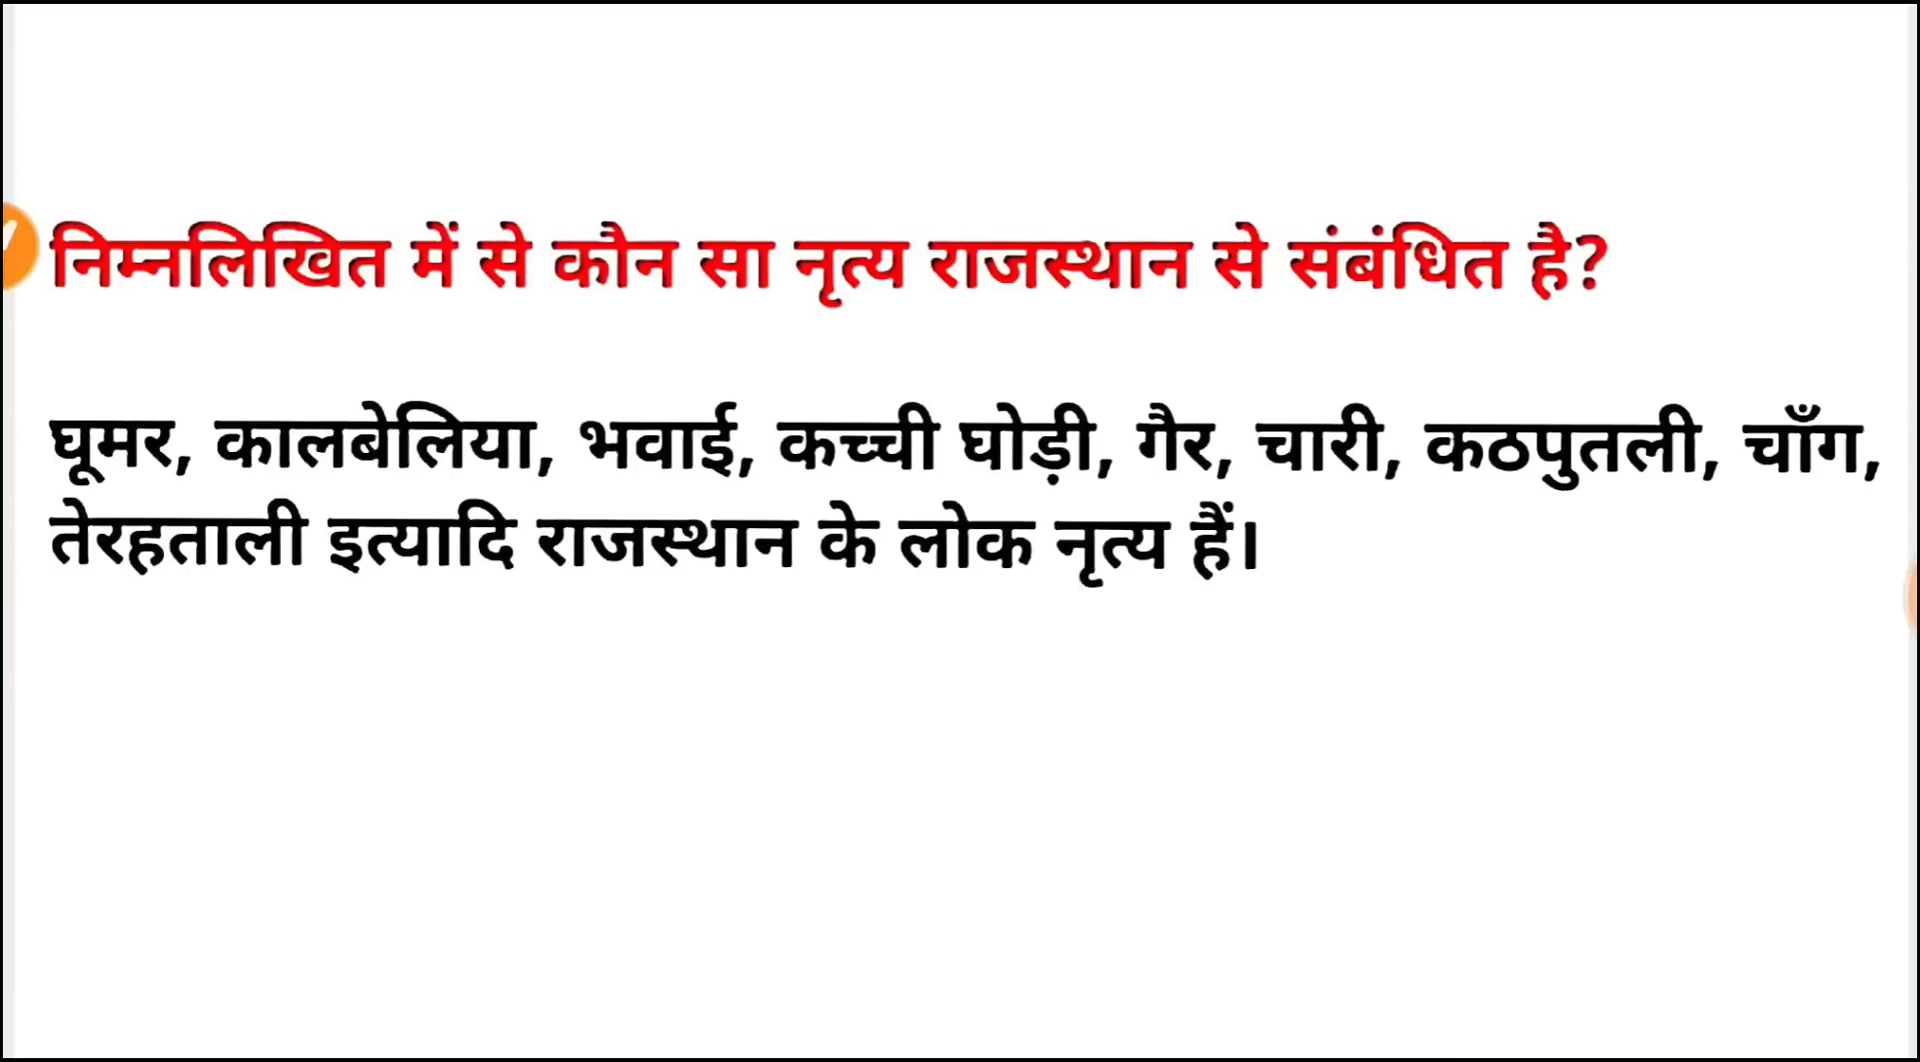 निम्नलिखित में से कौन सा नृत्य राजस्थान से संबंधित है?
घूमर, कालबेलिया, भवाई, कच्ची घोड़ी, गैर, चारी, कठपुतली, चाँग,
तेरहताली इत्यादि राजस्थान के लोक नृत्य हैं।